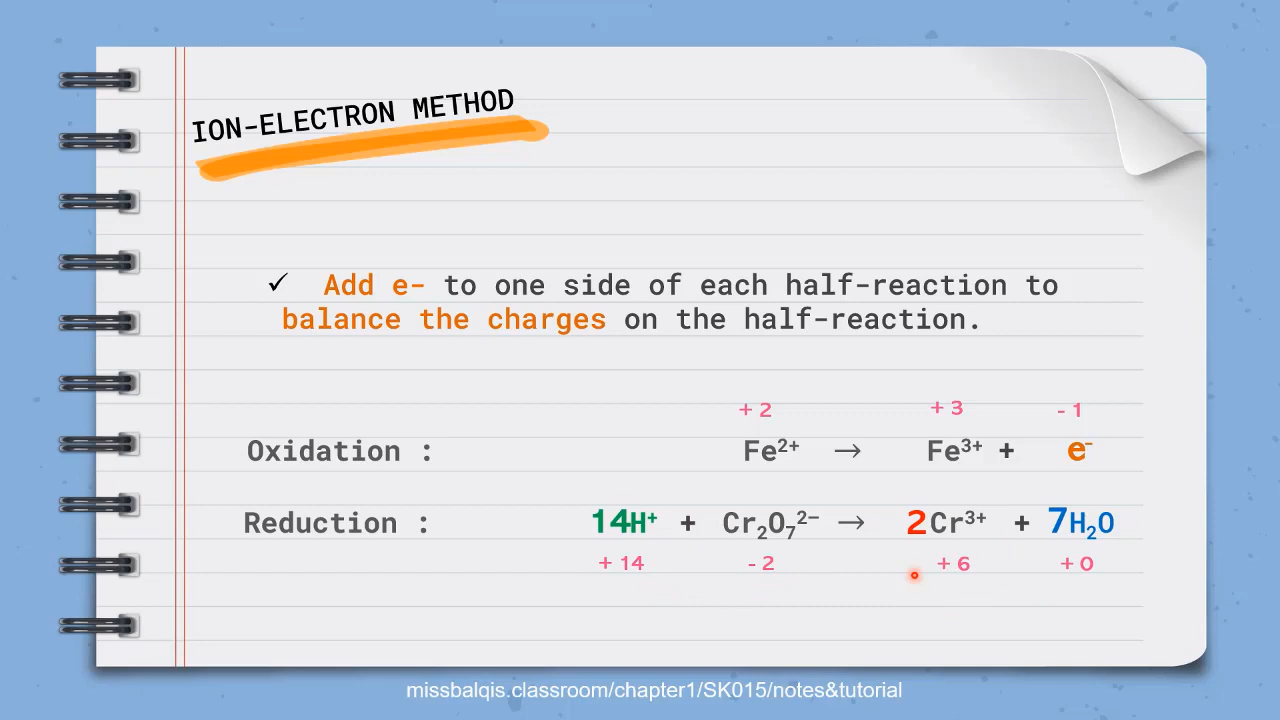 ION-ELECTRON METHOD
✓ Add e- to one side of each half-reaction to
balance the charges on the half-reaction.
+ 2 + 3 - 1
Oxidation : Fe²⁺ → Fe³⁺ + e⁻
Reduction : 14H⁺ + Cr₂O₇²⁻ → 2Cr³⁺ + 7H₂O
+ 14 - 2 + 6 + 0
missbalqis.classroom/chapter1/SK015/notes&tutorial